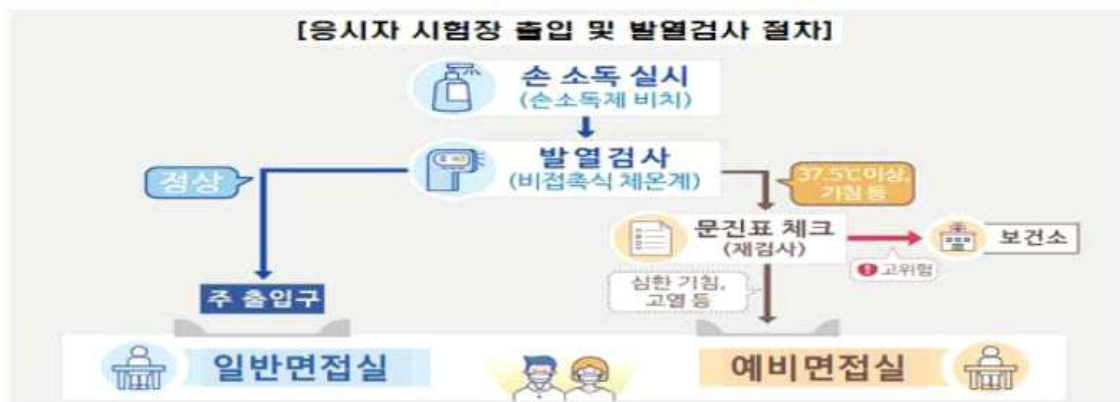 [응시자 시험장 출입 및 발열검사 절차]
손 소독 실시
(손소독제 비치)
발열검사
(비접촉식 체온계)
정상
37.5℃이상,
기침 등
문진표 체크
(재검사)
보건소
고위험
심한 기침,
고열 등
주 출입구
일반면접실
예비면접실